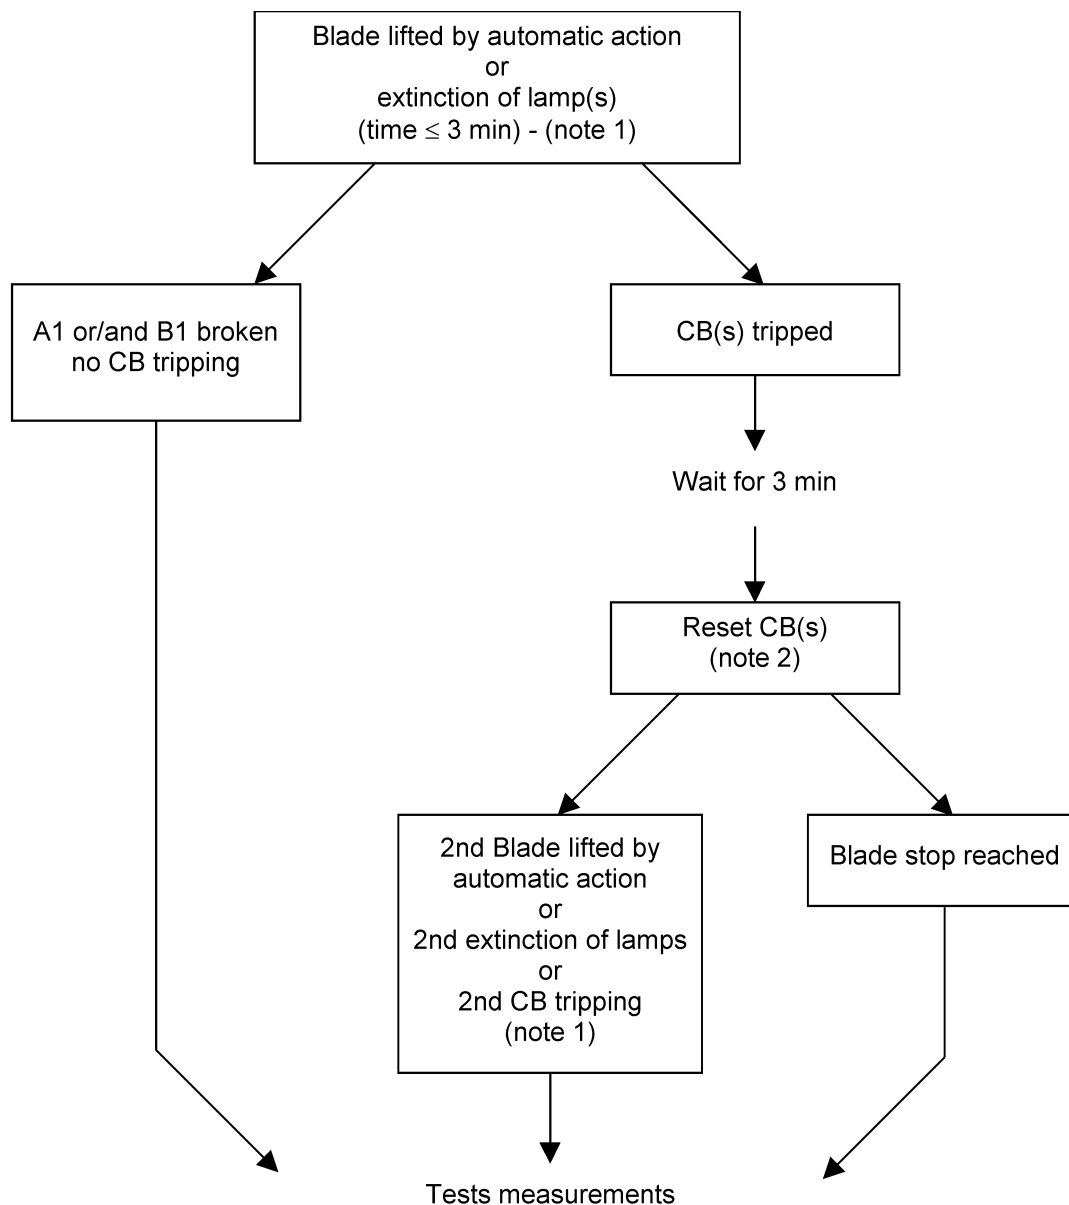 Blade lifted by automatic action
or
extinction of lamp(s)
(time ≤ 3 min) - (note 1)
A1 or/and B1 broken
no CB tripping
CB(s) tripped
Wait for 3 min
Reset CB(s)
(note 2)
2nd Blade lifted by
automatic action
or
2nd extinction of lamps
or
2nd CB tripping
(note 1)
Blade stop reached
Tests measurements